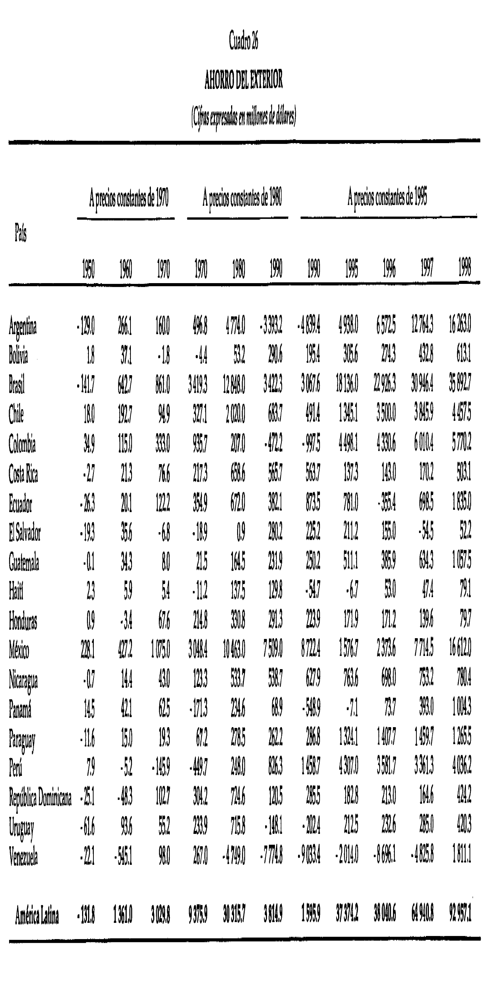 Cuadro 26
AHORRO DEL EXTERIOR
(Cifras expresadas en millones de dólares)
A precios constantes de 1970 A precios constantes de 1980 A precios constantes de 1995
País
1950 1960 1970 1970 1980 1990 1990 1995 1996 1997 1998
Argentina - 129.0 266.1 160.0 496.8 4 774.0 - 3 393.2 - 4 839.4 4 938.0 6 572.5 12 764.3 16 263.0
Bolivia 1.8 37.1 - 1.8 - 4.4 53.2 290.6 195.4 305.6 274.3 432.8 613.1
Brasil - 141.7 642.7 861.0 3 419.3 12 848.0 3 422.3 3 067.6 18 136.0 22 926.3 30 946.4 35 892.7
Chile 18.0 192.7 94.9 327.1 2 020.0 683.7 491.4 1 345.1 3 500.0 3 845.9 4 457.5
Colombia 34.9 115.0 333.0 935.7 207.0 - 472.2 - 997.5 4 498.1 4 330.6 6 010.4 5 770.2
Costa Rica - 2.7 21.3 76.6 217.3 658.6 565.7 563.7 137.3 143.0 170.2 503.1
Ecuador - 26.3 20.1 122.2 354.9 672.0 382.1 873.5 781.0 - 355.4 698.5 1 835.0
El Salvador - 19.3 35.6 - 6.8 - 18.9 0.9 280.2 225.2 211.2 155.0 - 54.5 52.2
Guatemala - 0.1 34.3 8.0 21.5 164.5 231.9 250.2 511.1 385.9 634.3 1 057.5
Haití 2.3 5.9 5.4 - 11.2 137.5 129.8 - 54.7 - 6.7 53.0 47.4 79.1
Honduras 0.9 - 3.4 67.6 214.8 330.8 291.3 223.9 171.9 171.2 139.6 79.7
México 228.1 427.2 1 075.0 3 048.4 10 463.0 7 509.0 8 722.4 1 576.7 2 373.6 7 714.5 16 612.0
Nicaragua - 0.7 14.4 43.0 123.3 533.7 538.7 627.9 763.6 698.0 753.2 780.4
Panamá 14.5 42.1 62.5 - 171.3 234.6 68.9 - 548.9 - 7.1 73.7 393.0 1 004.3
Paraguay - 11.6 15.0 19.3 67.2 278.5 262.2 286.8 1 324.1 1 407.7 1 459.7 1 265.5
Perú 7.9 - 5.2 - 145.9 - 449.7 248.0 826.3 1 458.7 4 307.0 3 581.7 3 361.3 4 036.2
República Dominicana - 25.1 - 48.3 102.7 304.2 724.6 120.5 285.5 182.8 213.0 164.6 424.2
Uruguay - 61.6 93.6 55.2 233.9 715.8 - 148.1 - 202.4 212.5 232.6 285.0 420.3
Venezuela - 22.1 - 545.1 98.0 267.0 - 4 749.0 - 7 774.8 - 9 033.4 - 2 014.0 - 8 696.1 - 4 825.8 1 811.1
América Latina - 131.8 1 361.0 3 029.8 9 375.9 30 315.7 3 814.9 1 595.9 37 374.2 38 040.6 64 940.8 92 957.1